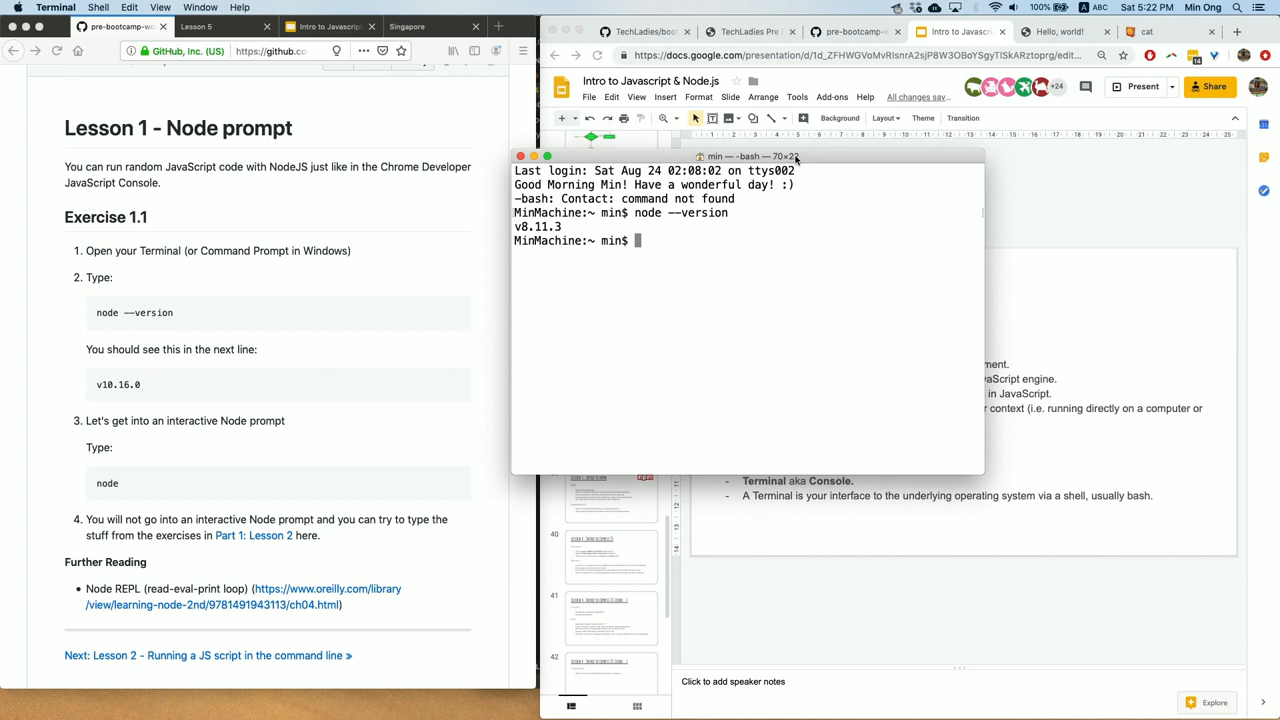 Terminal Shell Edit View Window Help
100% ABC Sat 5:22 PM Min Ong
pre-bootcamp-wo Lesson 5 Intro to Javascript Singapore
GitHub, Inc. (US) https://github.co
Lesson 1 - Node prompt
You can run random JavaScript code with NodeJS just like in the Chrome Developer
JavaScript Console.
Exercise 1.1
1. Open your Terminal (or Command Prompt in Windows)
2. Type:
node --version
You should see this in the next line:
v10.16.0
3. Let's get into an interactive Node prompt
Type:
node
4. You will not go into an interactive Node prompt and you can try to type the
stuff from the exercises in Part 1: Lesson 2 here.
Further Reading
Node REPL (read-eval-print loop) (https://www.oreilly.com/library
/view/learning-node-2nd/9781491943113/ch04.html)
Next: Lesson 2 - Running a JS script in the command line »
TechLadies/boo TechLadies Pre pre-bootcamp-w Intro to Javasc Hello, world! cat
Intro to Javascript & Node.js
File Edit View Insert Format Slide Arrange Tools Add-ons Help All changes sav...
+24 Present Share
Background Layout Theme Transition
min — -bash — 70×2
Last login: Sat Aug 24 02:08:02 on ttys002
Good Morning Min! Have a wonderful day! :)
-bash: Contact: command not found
MinMachine:~ min$ node --version
v8.11.3
MinMachine:~ min$
ment.
vaScript engine.
in JavaScript.
r context (i.e. running directly on a computer or
- Terminal aka Console.
- A Terminal is your interface to the underlying operating system via a shell, usually bash.
40
41
42
Click to add speaker notes
Explore